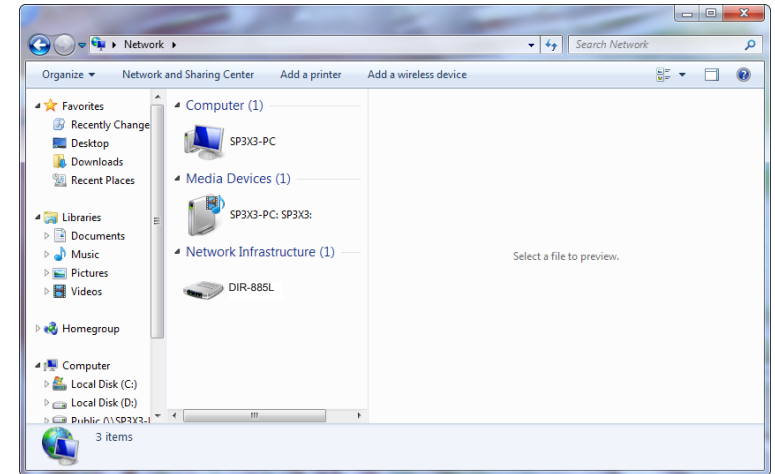 Network
Search Network
Organize
Network and Sharing Center
Add a printer
Add a wireless device
Favorites
Recently Change
Desktop
Downloads
Recent Places
Libraries
Documents
Music
Pictures
Videos
Homegroup
Computer
Local Disk (C:)
Local Disk (D:)
Public (\\SP3X3-
Computer (1)
SP3X3-PC
Media Devices (1)
SP3X3-PC: SP3X3:
Network Infrastructure (1)
DIR-885L
Select a file to preview.
3 items